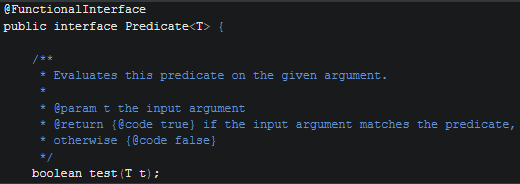 @FunctionalInterface
public interface Predicate<T> {
/**
* Evaluates this predicate on the given argument.
*
* @param t the input argument
* @return {@code true} if the input argument matches the predicate,
* otherwise {@code false}
*/
boolean test(T t);